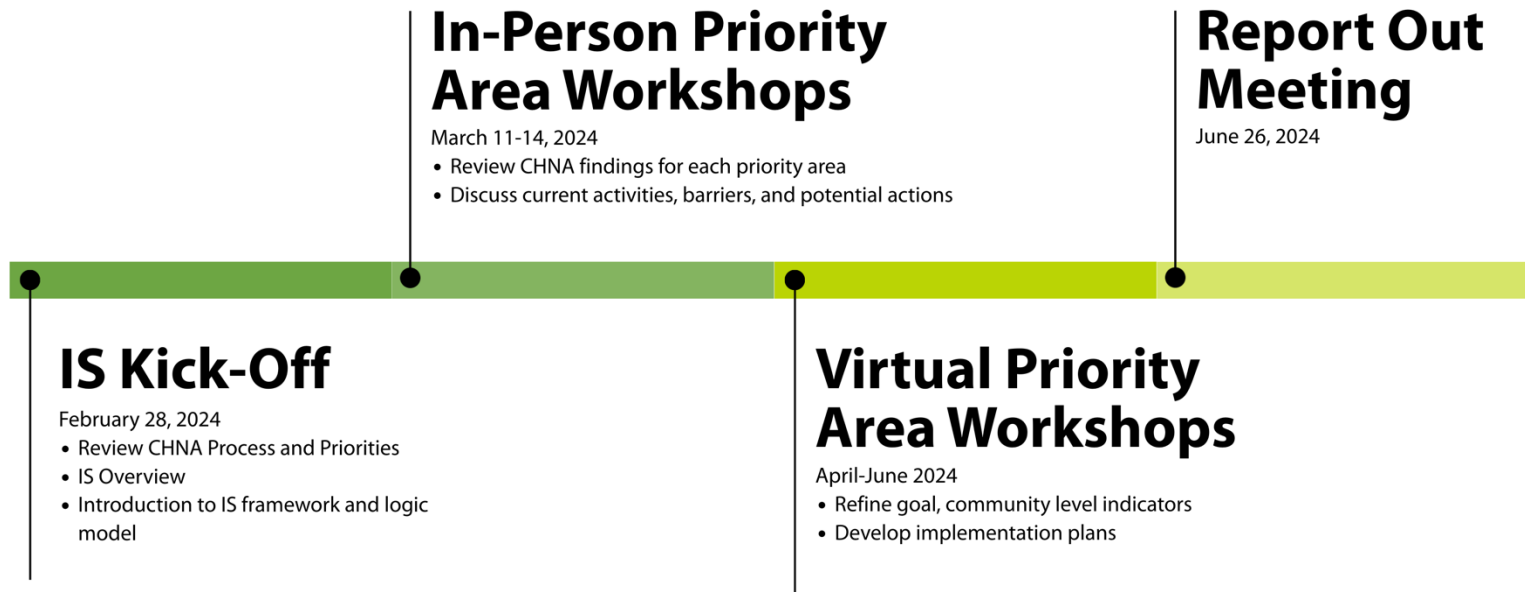 In-Person Priority
Area Workshops
March 11-14, 2024
• Review CHNA findings for each priority area
• Discuss current activities, barriers, and potential actions
Report Out
Meeting
June 26, 2024
IS Kick-Off
February 28, 2024
• Review CHNA Process and Priorities
• IS Overview
• Introduction to IS framework and logic
model
Virtual Priority
Area Workshops
April-June 2024
• Refine goal, community level indicators
• Develop implementation plans